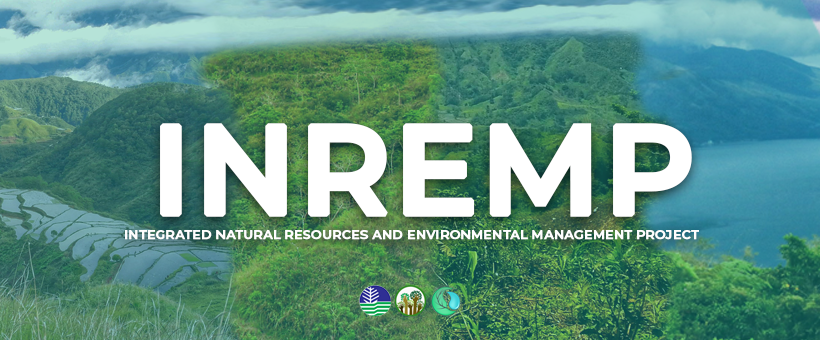 INREMP
INTEGRATED NATURAL RESOURCES AND ENVIRONMENTAL MANAGEMENT PROJECT